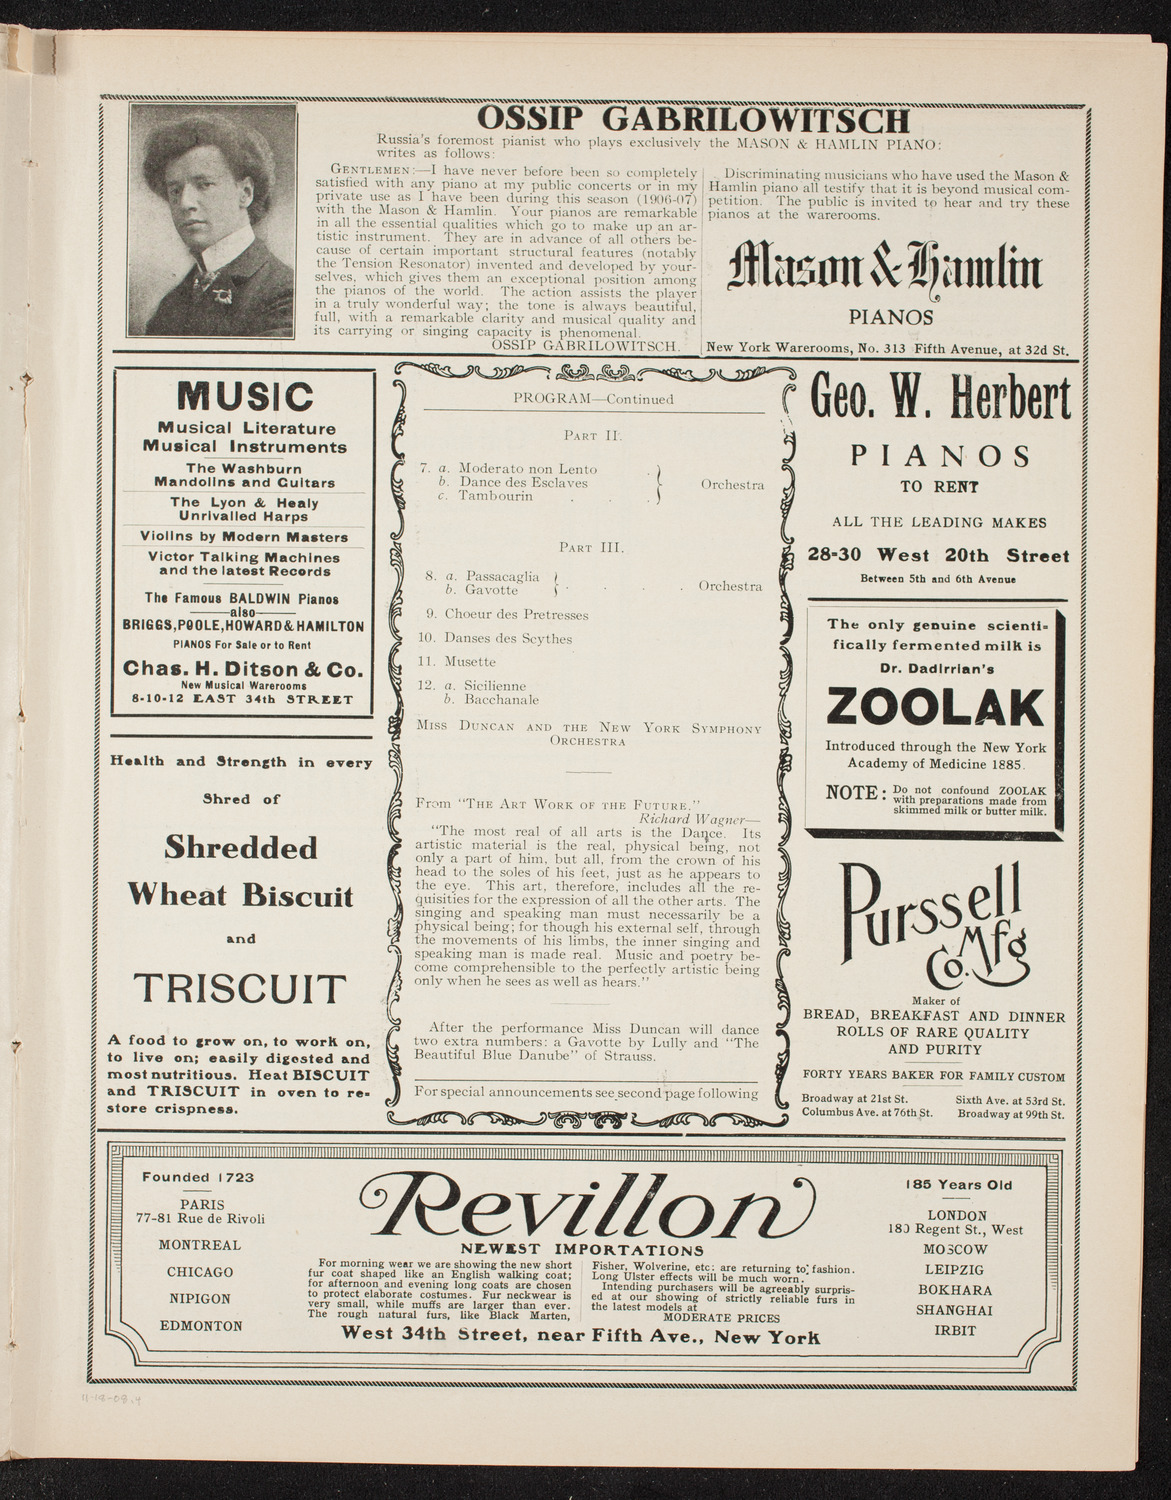 OSSIP GABRILOWITSCH
Russia's foremost pianist who plays exclusively the MASON & HAMLIN PIANO:
writes as follows:
GENTLEMEN:—I have never before been so completely
satisfied with any piano at my public concerts or in my
private use as I have been during this season (1906-07)
with the Mason & Hamlin. Your pianos are remarkable
in all the essential qualities which go to make up an ar-
tistic instrument. They are in advance of all others be-
cause of certain important structural features (notably
the Tension Resonator) invented and developed by your-
selves, which gives them an exceptional position among
the pianos of the world. The action assists the player
in a truly wonderful way; the tone is always beautiful,
full, with a remarkable clarity and musical quality and
its carrying or singing capacity is phenomenal.
OSSIP GABRILOWITSCH.
Discriminating musicians who have used the Mason &
Hamlin piano all testify that it is beyond musical com-
petition. The public is invited to hear and try these
pianos at the warerooms.
Mason & Hamlin
PIANOS
New York Warerooms, No. 313 Fifth Avenue, at 32d St.
MUSIC
Musical Literature
Musical Instruments
The Washburn
Mandolins and Guitars
The Lyon & Healy
Unrivalled Harps
Violins by Modern Masters
Victor Talking Machines
and the latest Records
The Famous BALDWIN Pianos
—also—
BRIGGS, POOLE, HOWARD & HAMILTON
PIANOS For Sale or to Rent
Chas. H. Ditson & Co.
New Musical Warerooms
8-10-12 EAST 34th STREET
Health and Strength in every
Shred of
Shredded
Wheat Biscuit
and
TRISCUIT
A food to grow on, to work on,
to live on; easily digested and
most nutritious. Heat BISCUIT
and TRISCUIT in oven to re-
store crispness.
PROGRAM—Continued
PART II.
7. a. Moderato non Lento
b. Dance des Esclaves
c. Tambourin . . .
Orchestra
PART III.
8. a. Passacaglia
b. Gavotte . . .
Orchestra
9. Choeur des Pretresses
10. Danses des Scythes
11. Musette
12. a. Sicilienne
b. Bacchanale
MISS DUNCAN AND THE NEW YORK SYMPHONY
ORCHESTRA
From "THE ART WORK OF THE FUTURE."
Richard Wagner—
"The most real of all arts is the Dance. Its
artistic material is the real, physical being, not
only a part of him, but all, from the crown of his
head to the soles of his feet, just as he appears to
the eye. This art, therefore, includes all the re-
quisities for the expression of all the other arts. The
singing and speaking man must necessarily be a
physical being; for though his external self, through
the movements of his limbs, the inner singing and
speaking man is made real. Music and poetry be-
come comprehensible to the perfectly artistic being
only when he sees as well as hears."
After the performance Miss Duncan will dance
two extra numbers: a Gavotte by Lully and "The
Beautiful Blue Danube" of Strauss.
For special announcements see second page following
Geo. W. Herbert
PIANOS
TO RENT
ALL THE LEADING MAKES
28-30 West 20th Street
Between 5th and 6th Avenue
The only genuine scienti-
fically fermented milk is
Dr. Dadirrian's
ZOOLAK
Introduced through the New York
Academy of Medicine 1885.
NOTE: Do not confound ZOOLAK
with preparations made from
skimmed milk or butter milk.
Purssell
Mfg
Co.
Maker of
BREAD, BREAKFAST AND DINNER
ROLLS OF RARE QUALITY
AND PURITY
FORTY YEARS BAKER FOR FAMILY CUSTOM
Broadway at 21st St. Sixth Ave. at 53rd St.
Columbus Ave. at 76th St. Broadway at 99th St.
Founded 1723
PARIS
77-81 Rue de Rivoli
MONTREAL
CHICAGO
NIPIGON
EDMONTON
Revillon
NEWEST IMPORTATIONS
For morning wear we are showing the new short
fur coat shaped like an English walking coat;
for afternoon and evening long coats are chosen
to protect elaborate costumes. Fur neckwear is
very small, while muffs are larger than ever.
The rough natural furs, like Black Marten,
Fisher, Wolverine, etc: are returning to fashion.
Long Ulster effects will be much worn.
Intending purchasers will be agreeably surpris-
ed at our showing of strictly reliable furs in
the latest models at
MODERATE PRICES
West 34th Street, near Fifth Ave., New York
185 Years Old
LONDON
180 Regent St., West
MOSCOW
LEIPZIG
BOKHARA
SHANGHAI
IRBIT
11-18-08.4